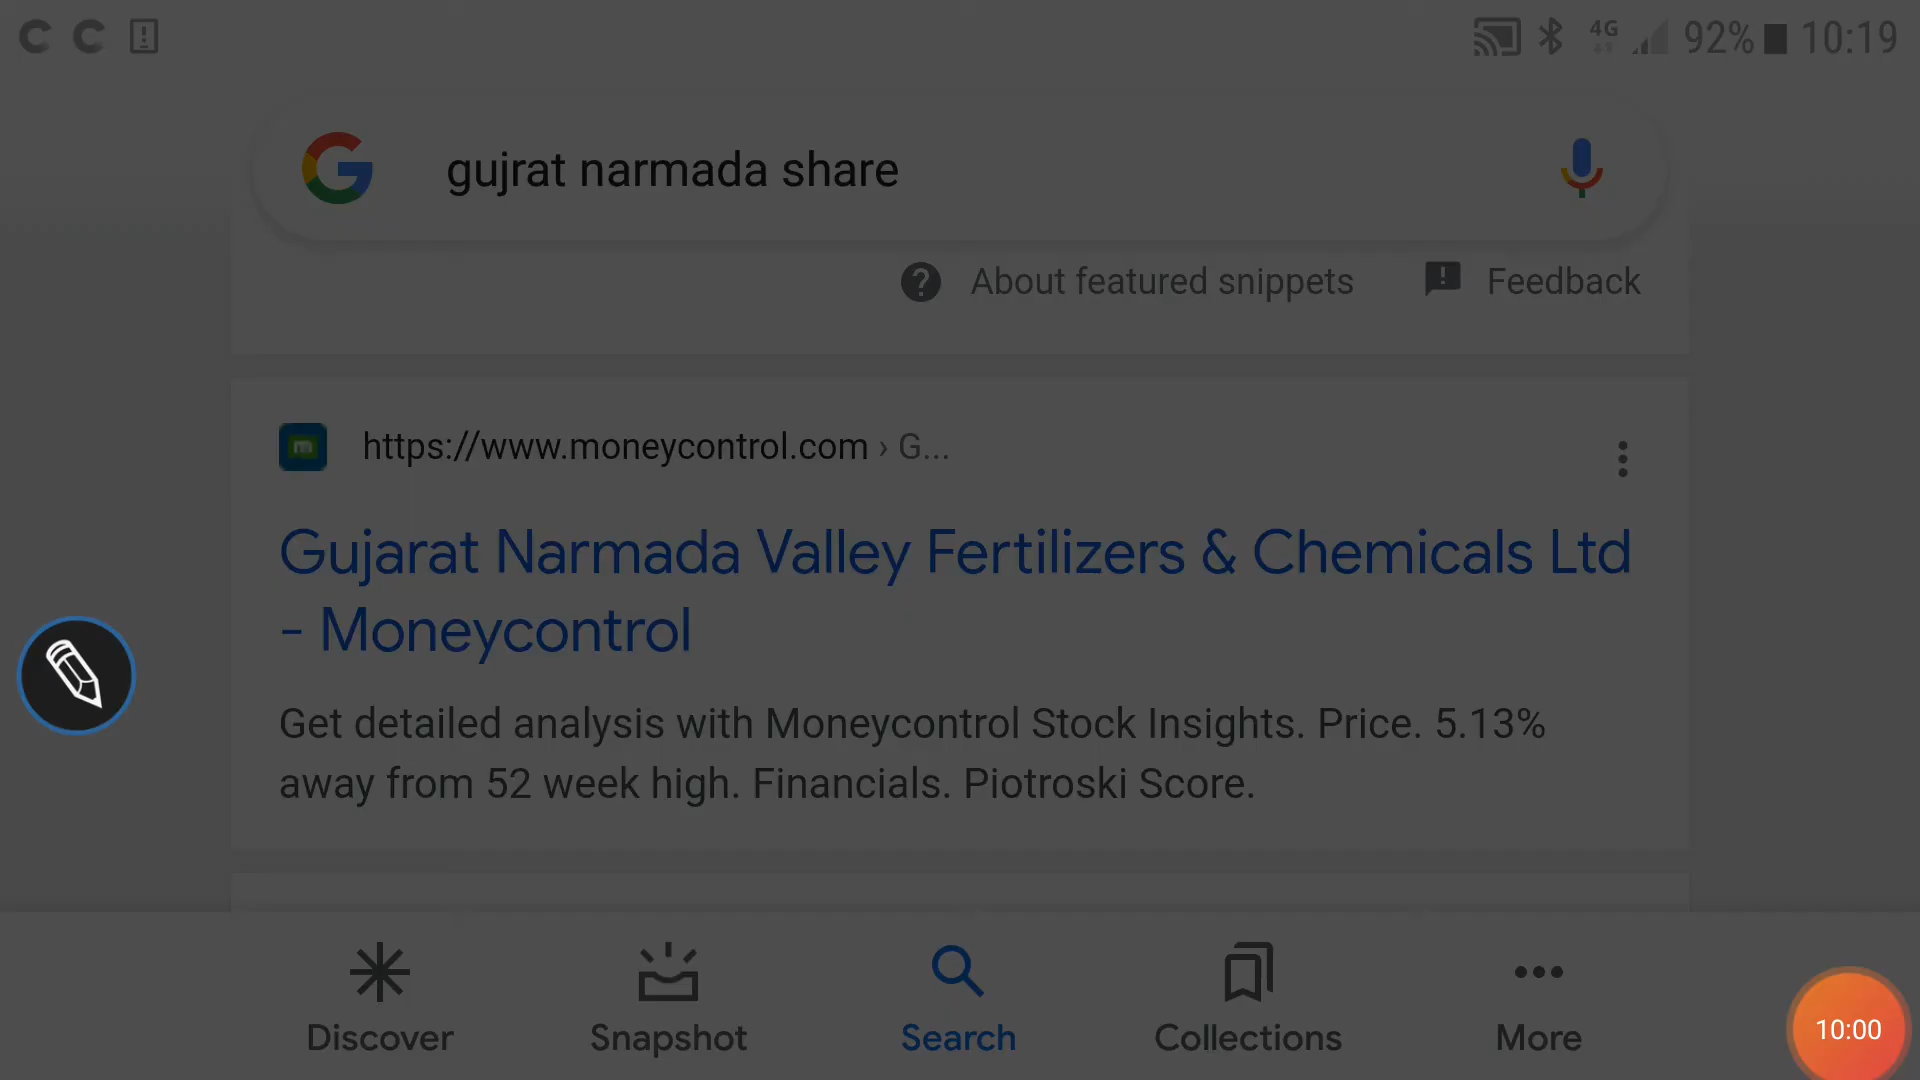 4G 92% 10:19
gujrat narmada share
About featured snippets Feedback
https://www.moneycontrol.com › G...
Gujarat Narmada Valley Fertilizers & Chemicals Ltd
- Moneycontrol
Get detailed analysis with Moneycontrol Stock Insights. Price. 5.13%
away from 52 week high. Financials. Piotroski Score.
Discover Snapshot Search Collections More
10:00